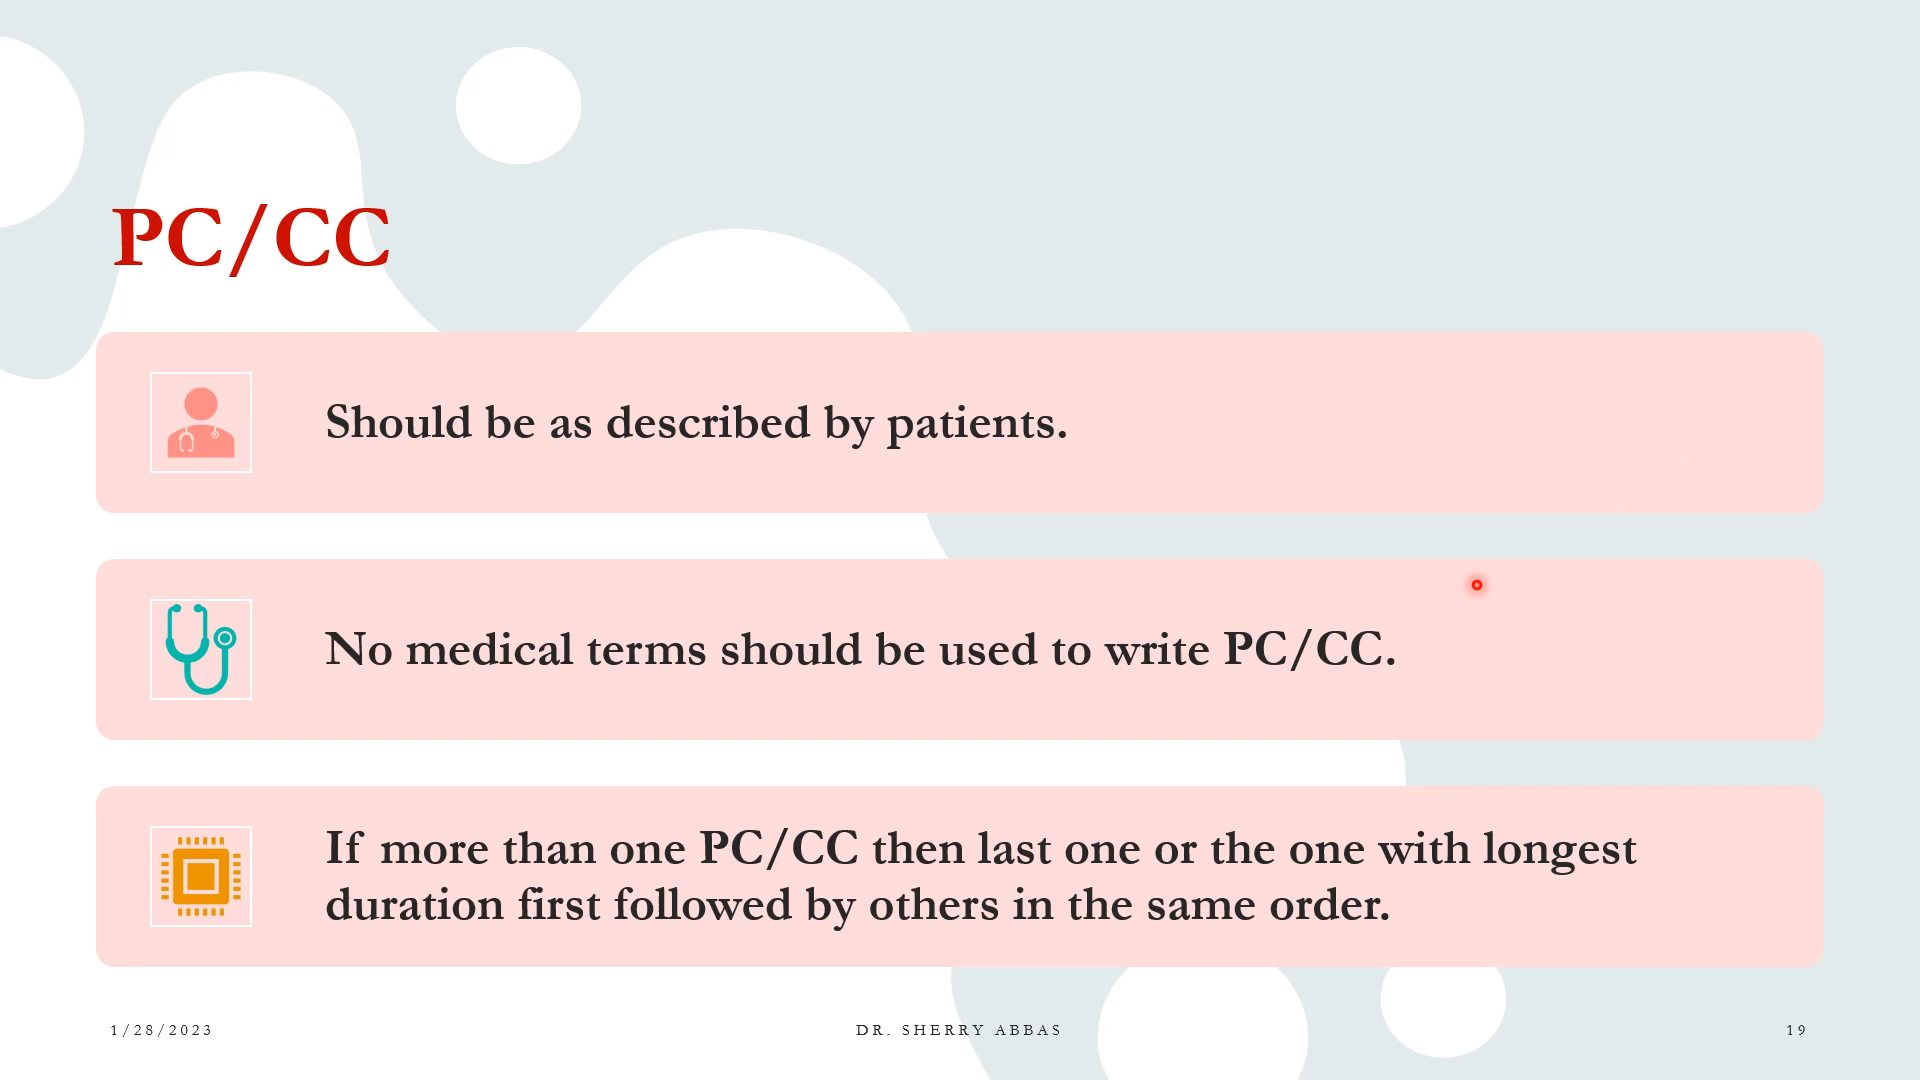 PC/CC
Should be as described by patients.
No medical terms should be used to write PC/CC.
If more than one PC/CC then last one or the one with longest
duration first followed by others in the same order.
1/28/2023
DR. SHERRY ABBAS
19